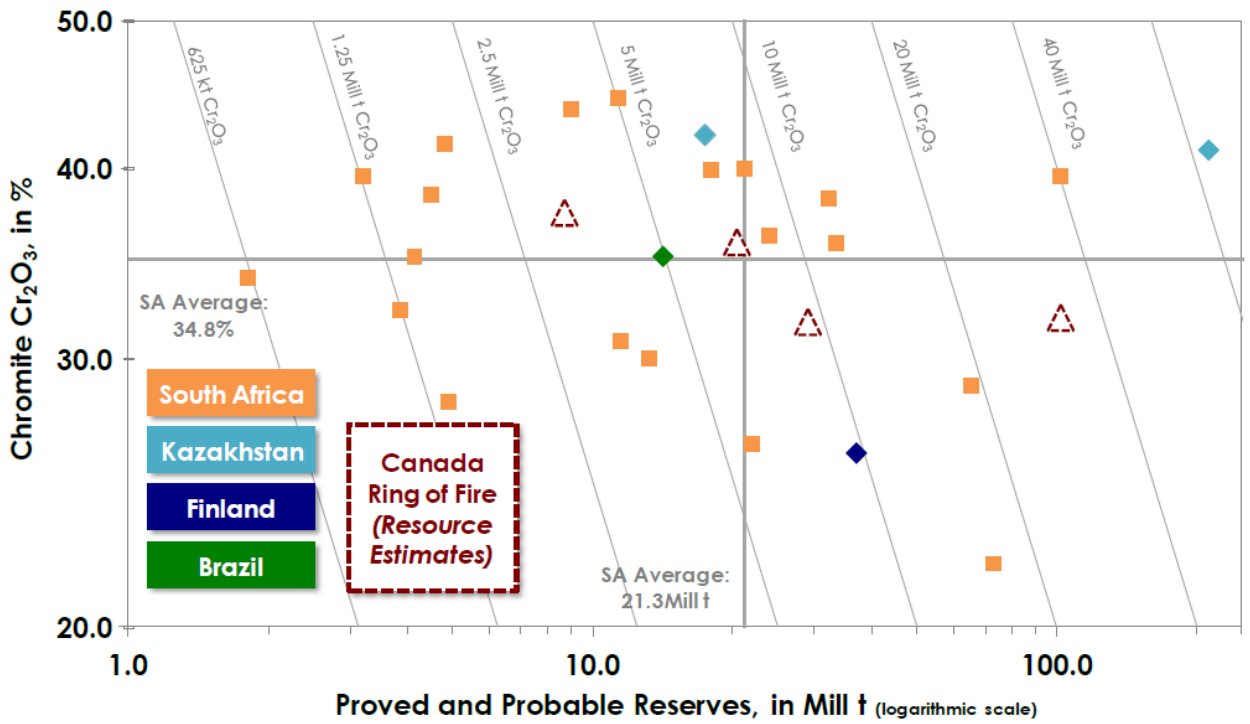 50.0
40.0
30.0
20.0
Chromite Cr₂O₃, in %
625 kt Cr₂O₃
1.25 Mill t Cr₂O₃
2.5 Mill t Cr₂O₃
5 Mill t Cr₂O₃
10 Mill t Cr₂O₃
20 Mill t Cr₂O₃
40 Mill t Cr₂O₃
SA Average:
34.8%
South Africa
Kazakhstan
Finland
Brazil
Canada
Ring of Fire
(Resource
Estimates)
SA Average:
21.3Mill t
1.0
10.0
100.0
Proved and Probable Reserves, in Mill t (logarithmic scale)